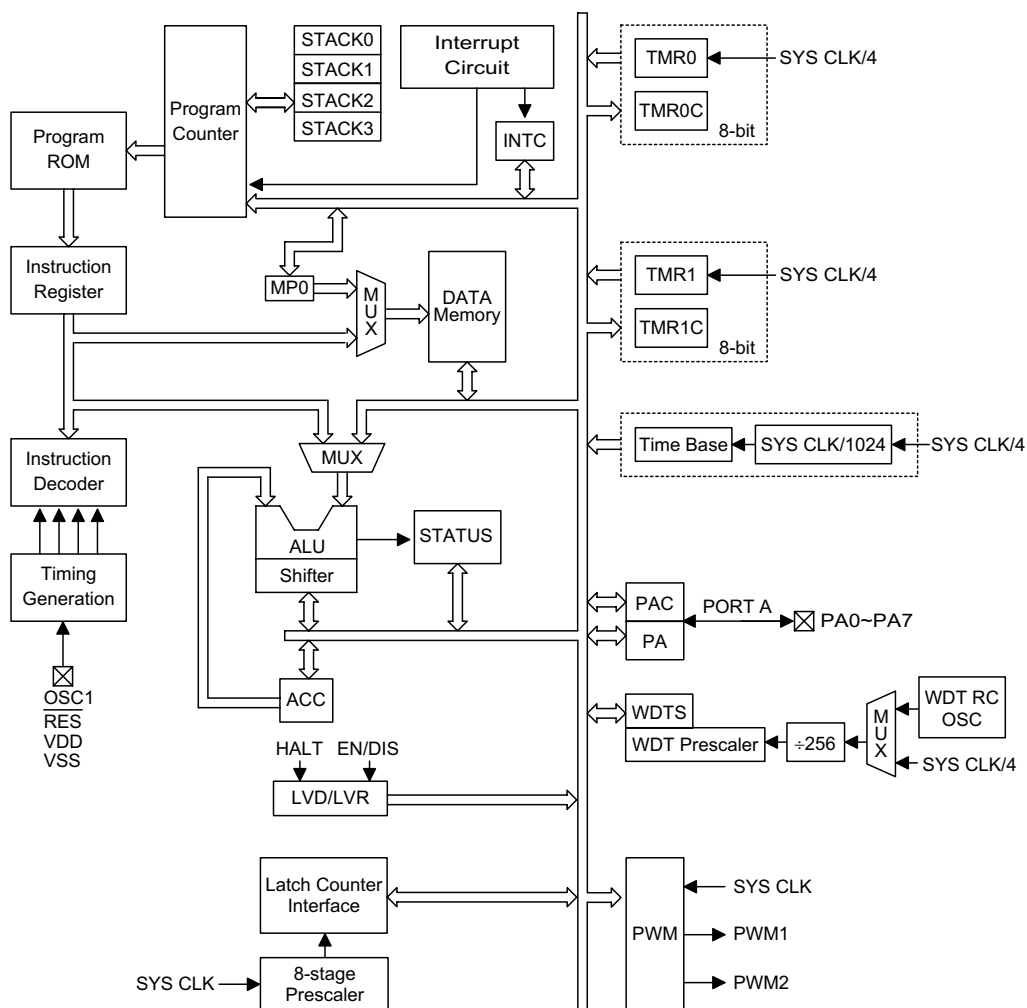 STACK0
STACK1
STACK2
STACK3
Program
Counter
Interrupt
Circuit
INTC
Program
ROM
Instruction
Register
MP0
MUX
DATA
Memory
Instruction
Decoder
MUX
ALU
Shifter
STATUS
Timing
Generation
OSC1
RES
VDD
VSS
ACC
HALT
EN/DIS
LVD/LVR
Latch Counter
Interface
SYS CLK
8-stage
Prescaler
TMR0
SYS CLK/4
TMR0C
8-bit
TMR1
SYS CLK/4
TMR1C
8-bit
Time Base
SYS CLK/1024
SYS CLK/4
PAC
PA
PORT A
PA0~PA7
WDTS
WDT Prescaler
÷256
MUX
WDT RC
OSC
SYS CLK/4
PWM
SYS CLK
PWM1
PWM2